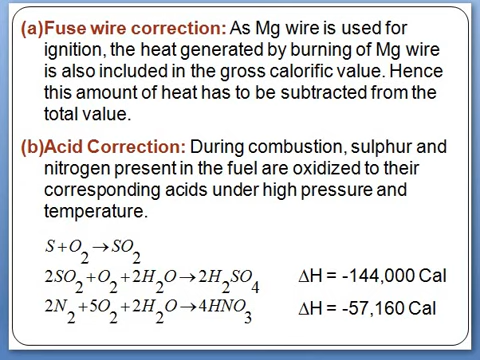 (a)Fuse wire correction: As Mg wire is used for
ignition, the heat generated by burning of Mg wire
is also included in the gross calorific value. Hence
this amount of heat has to be subtracted from the
total value.
(b)Acid Correction: During combustion, sulphur and
nitrogen present in the fuel are oxidized to their
corresponding acids under high pressure and
temperature.
S+O₂→SO₂
2SO₂+O₂+2H₂O→2H₂SO₄ ΔH = -144,000 Cal
2N₂+5O₂+2H₂O→4HNO₃ ΔH = -57,160 Cal